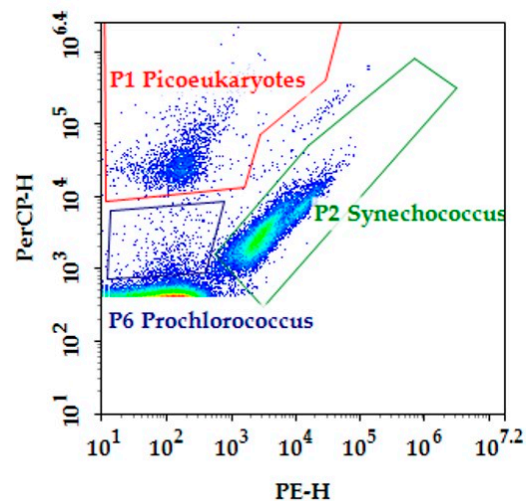 10^6.4
P1 Picoeukaryotes
10^5
10^4
PerCP-H
P2 Synechococcus
10^3
P6 Prochlorococcus
10^2
10^1
10^1 10^2 10^3 10^4 10^5 10^6 10^7.2
PE-H